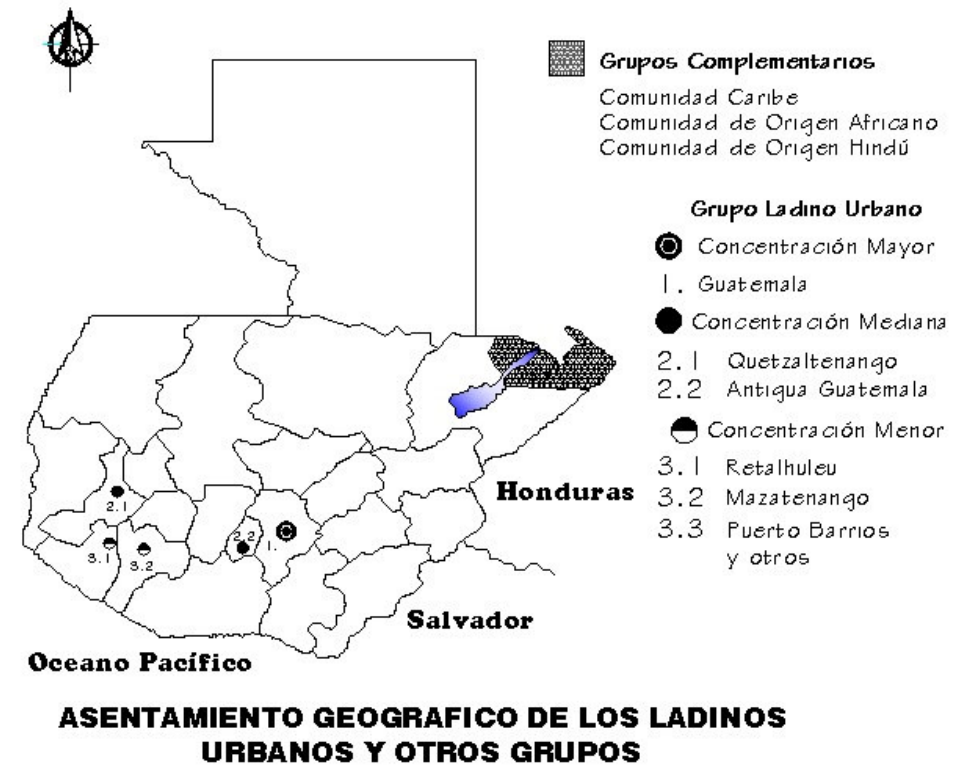 Grupos Complementarios
Comunidad Caribe
Comunidad de Origen Africano
Comunidad de Origen Hindú
Grupo Ladino Urbano
Concentración Mayor
1. Guatemala
Concentración Mediana
2.1 Quetzaltenango
2.2 Antigua Guatemala
Concentración Menor
3.1 Retalhuleu
3.2 Mazatenango
3.3 Puerto Barrios
y otros
2.1
2.2
1.
3.1
3.2
Honduras
Salvador
Oceano Pacífico
ASENTAMIENTO GEOGRAFICO DE LOS LADINOS
URBANOS Y OTROS GRUPOS